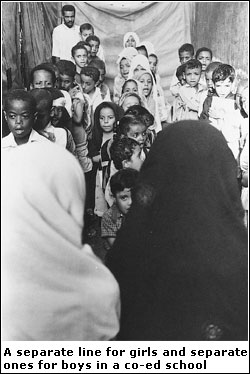 A separate line for girls and separate
ones for boys in a co-ed school